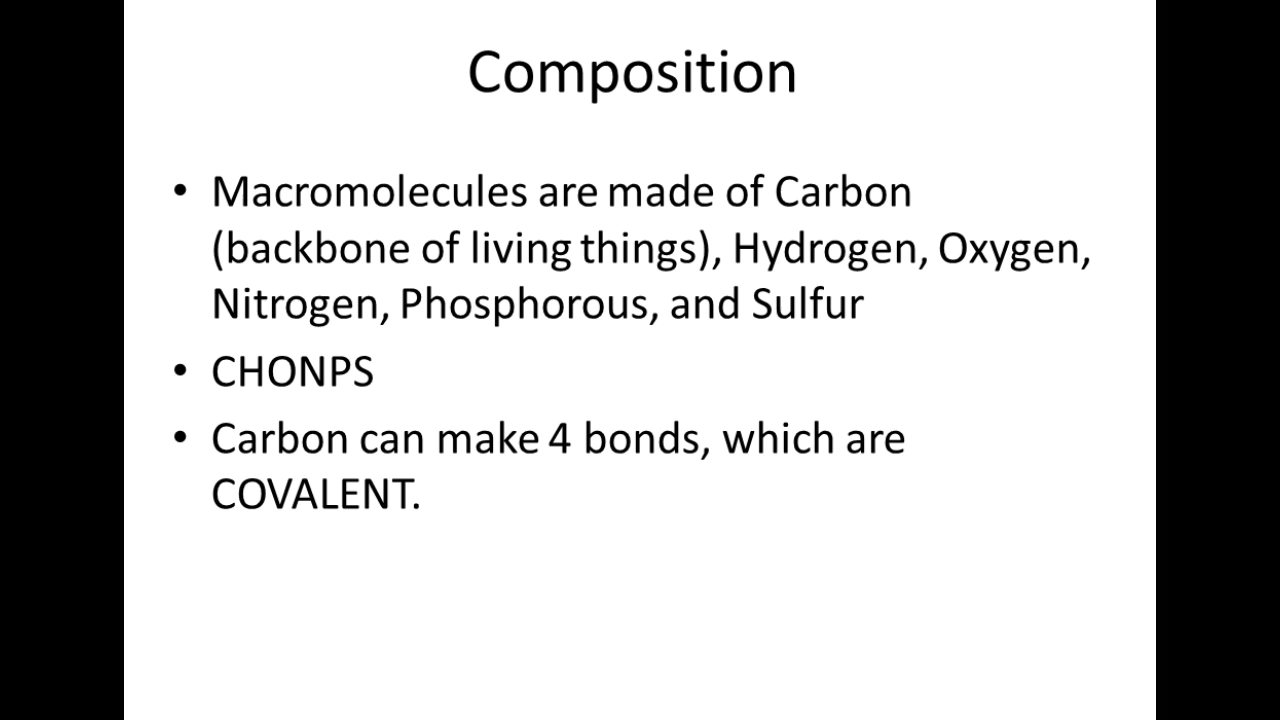 Composition
• Macromolecules are made of Carbon
(backbone of living things), Hydrogen, Oxygen,
Nitrogen, Phosphorous, and Sulfur
• CHONPS
• Carbon can make 4 bonds, which are
COVALENT.